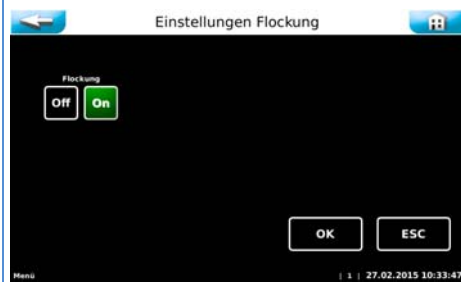 Einstellungen Flockung
Flockung
Off On
OK ESC
Menü | 1 | 27.02.2015 10:33:47